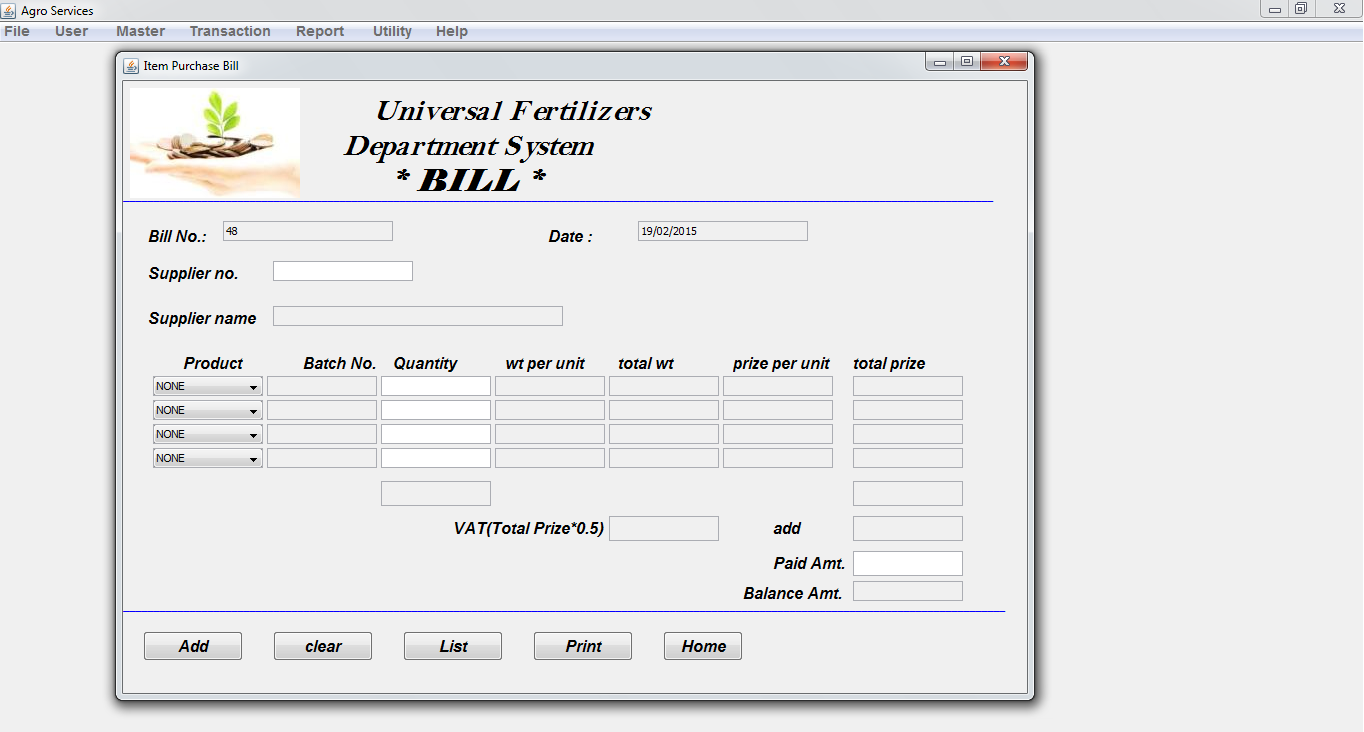 Agro Services
File User Master Transaction Report Utility Help
Item Purchase Bill
Universal Fertilizers
Department System
* BILL *
Bill No.: 48 Date : 19/02/2015
Supplier no.
Supplier name
Product Batch No. Quantity wt per unit total wt prize per unit total prize
NONE
NONE
NONE
NONE
VAT(Total Prize*0.5) add
Paid Amt.
Balance Amt.
Add clear List Print Home